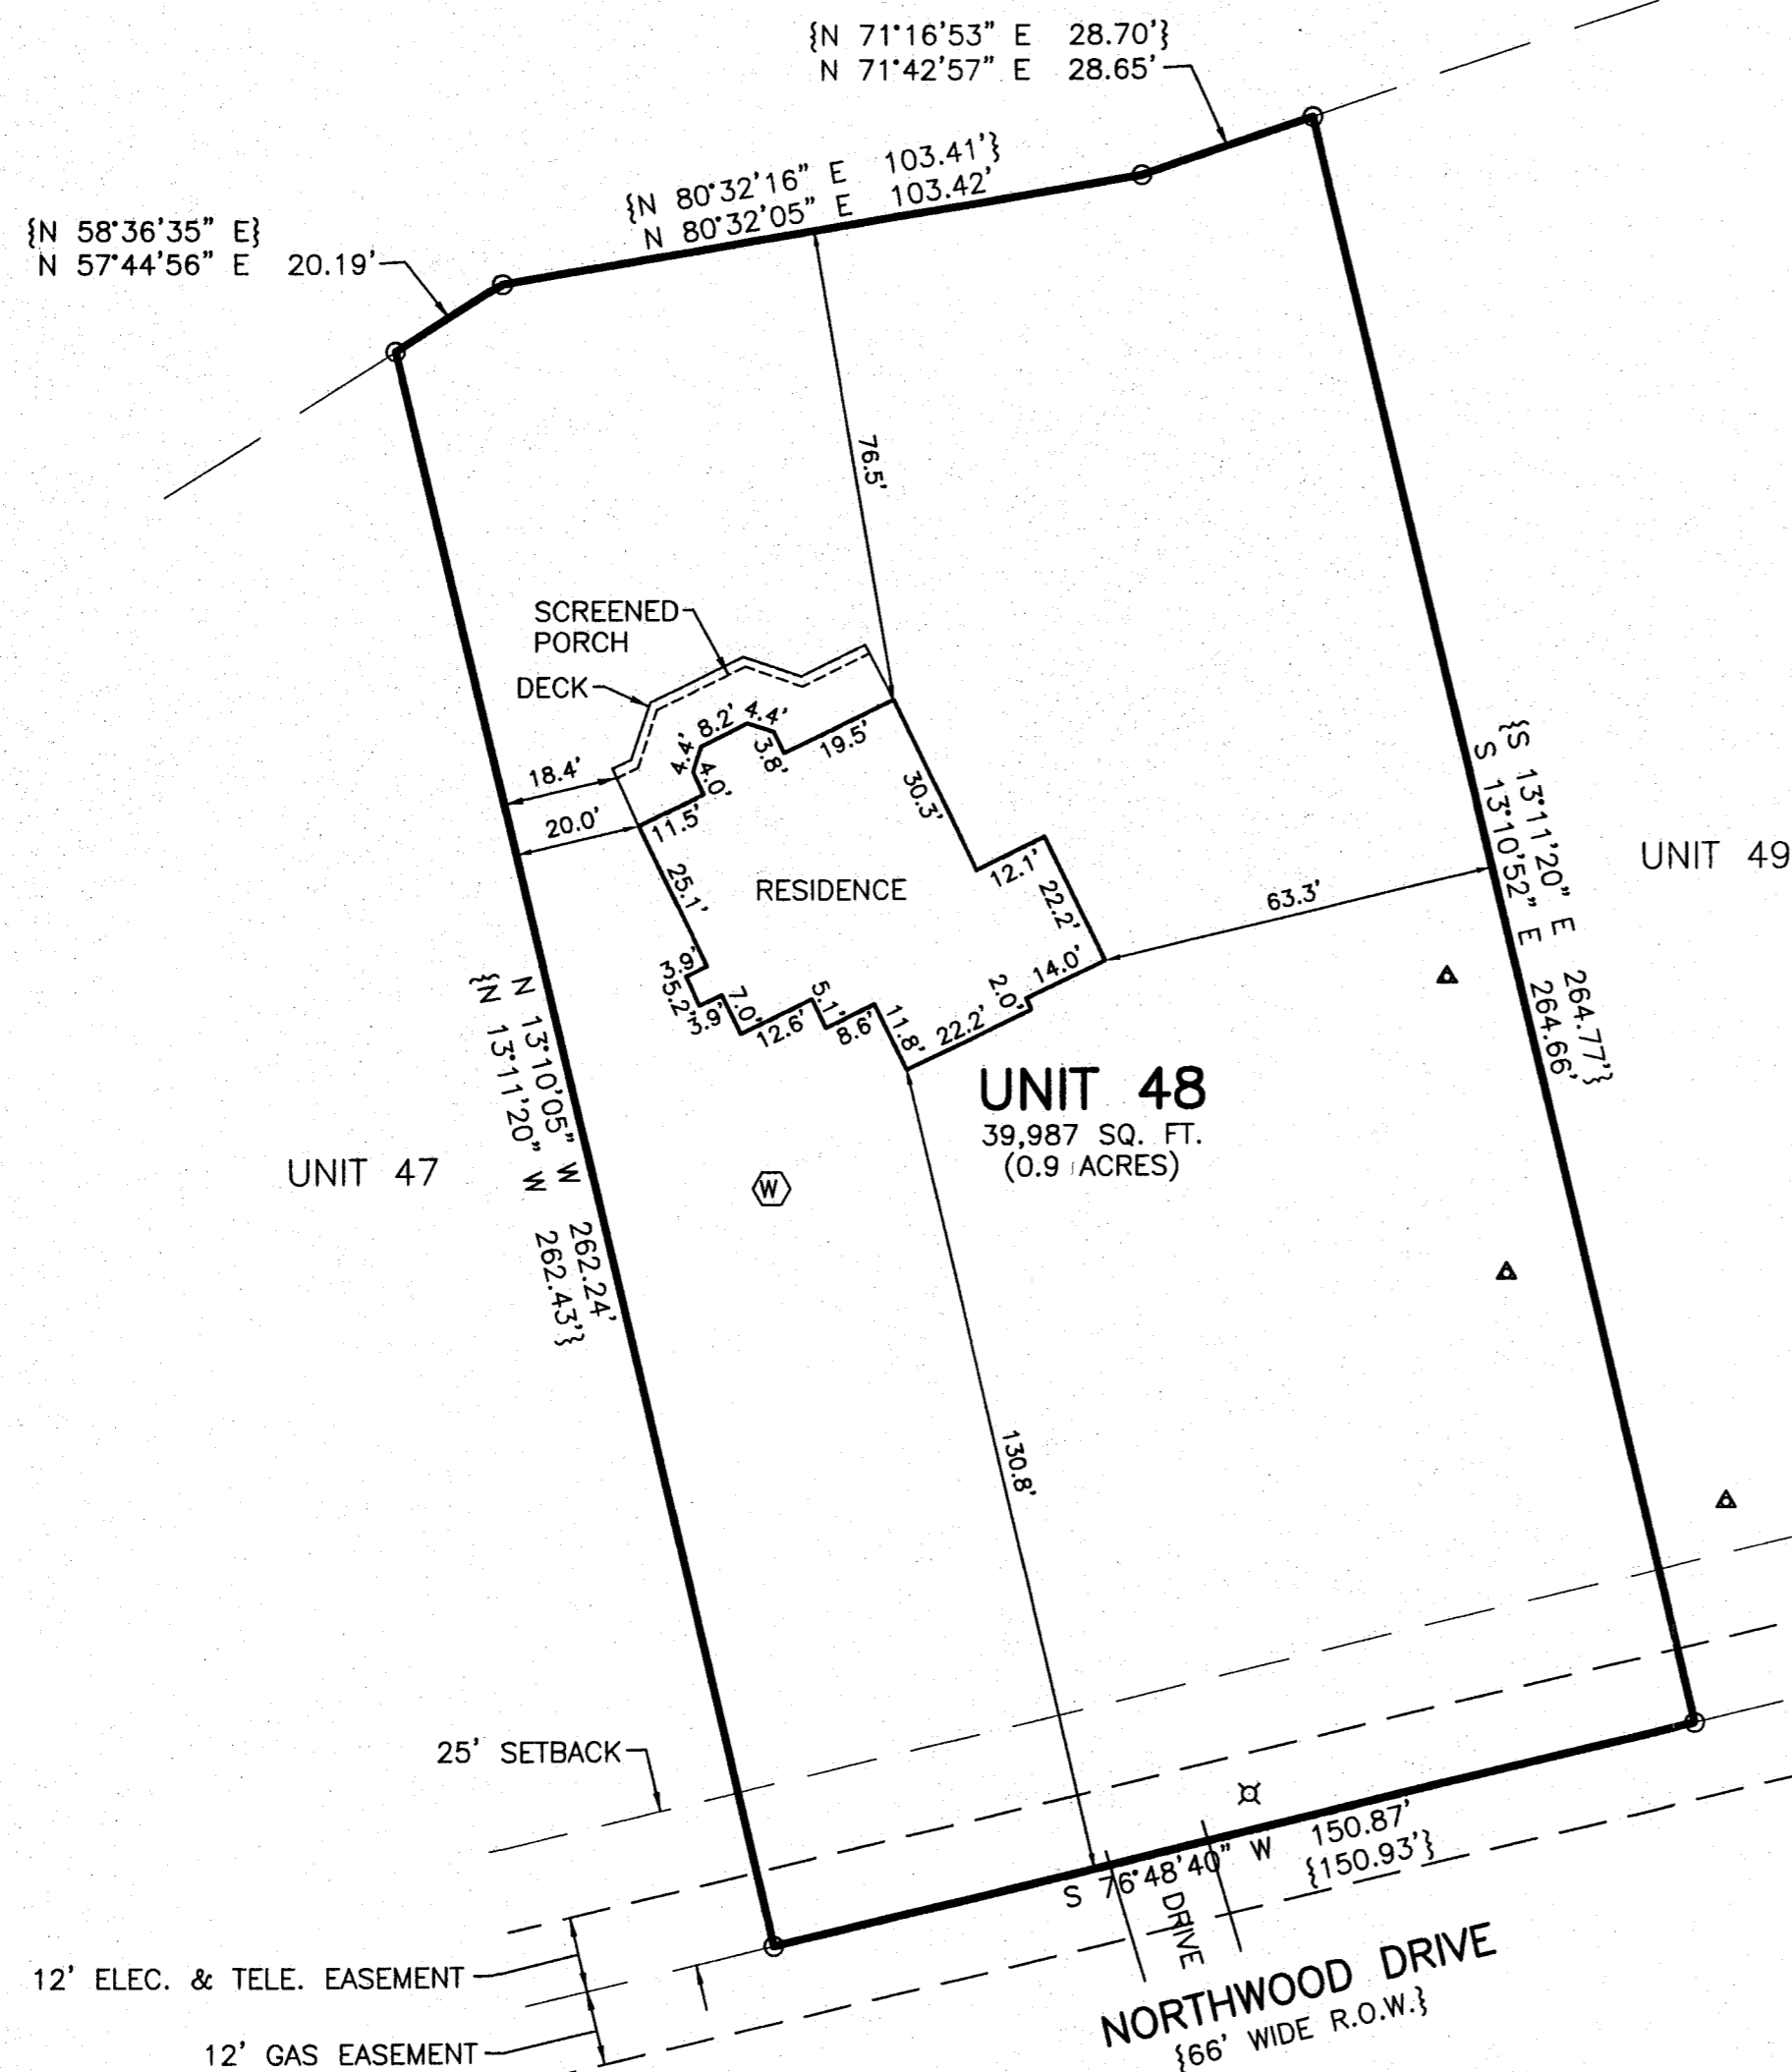 {N 71°16'53" E 28.70'}
N 71°42'57" E 28.65'
{N 80°32'16" E 103.41'}
N 80°32'05" E 103.42'
{N 58°36'35" E}
N 57°44'56" E 20.19'
76.5'
SCREENED
PORCH
DECK
18.4'
20.0'
11.5'
4.0'
4.4'
8.2'
4.4'
3.8'
19.5'
30.3'
12.1'
22.2'
14.0'
2.0'
22.2'
11.8'
8.6'
5.1'
12.6'
7.0'
3.9'
5.2'
3.9'
25.1'
RESIDENCE
63.3'
{S 13°11'20" E 264.77'}
S 13°10'52" E 264.66'
UNIT 49
N 13°10'05" W 262.24'
{N 13°11'20" W 262.43'}
UNIT 47
UNIT 48
39,987 SQ. FT.
(0.9 ACRES)
W
130.8'
25' SETBACK
S 76°48'40" W 150.87'
{150.93'}
DRIVE
12' ELEC. & TELE. EASEMENT
12' GAS EASEMENT
NORTHWOOD DRIVE
{66' WIDE R.O.W.}